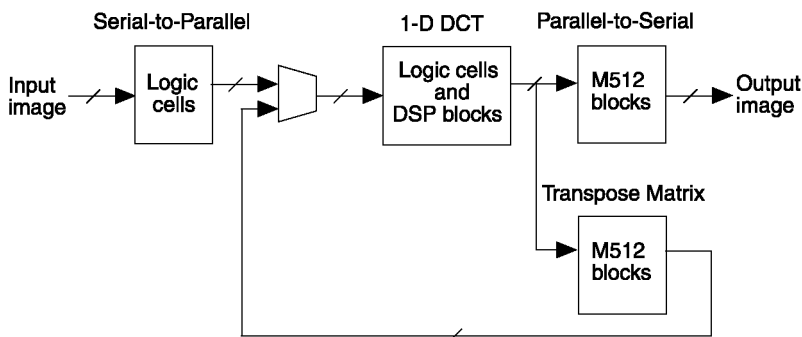 Serial-to-Parallel
1-D DCT
Parallel-to-Serial
Input
image
Logic
cells
Logic cells
and
DSP blocks
M512
blocks
Output
image
Transpose Matrix
M512
blocks